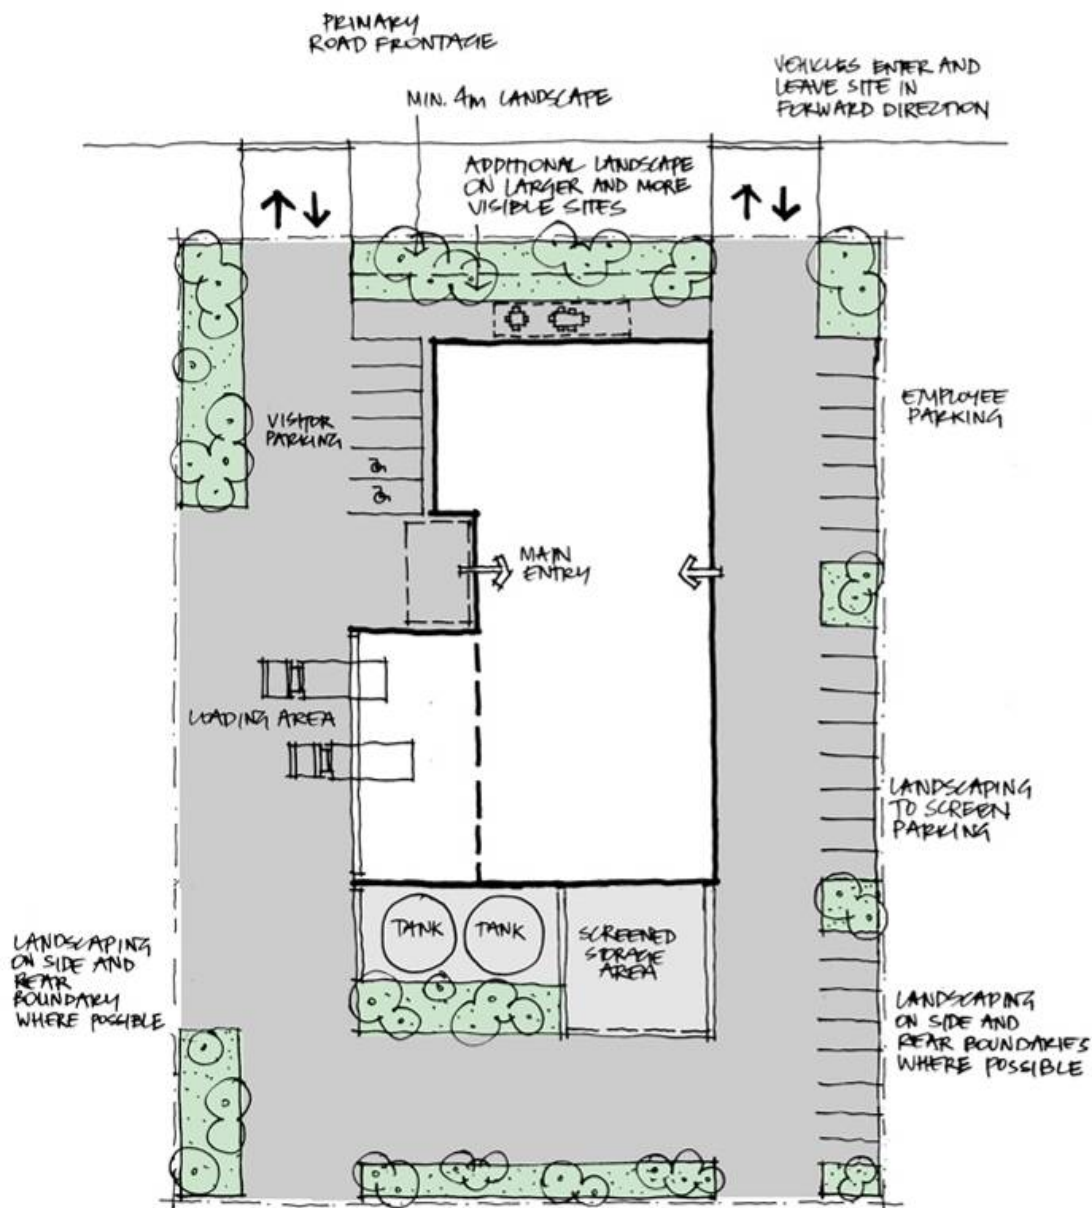 PRIMARY
ROAD FRONTAGE
VEHICLES ENTER AND
LEAVE SITE IN
FORWARD DIRECTION
MIN. 4m LANDSCAPE
ADDITIONAL LANDSCAPE
ON LARGER AND MORE
VISIBLE SITES
VISITOR
PARKING
EMPLOYEE
PARKING
MAIN
ENTRY
LOADING AREA
LANDSCAPING
TO SCREEN
PARKING
TANK
TANK
SCREENED
STORAGE
AREA
LANDSCAPING
ON SIDE AND
REAR
BOUNDARY
WHERE POSSIBLE
LANDSCAPING
ON SIDE AND
REAR BOUNDARIES
WHERE POSSIBLE